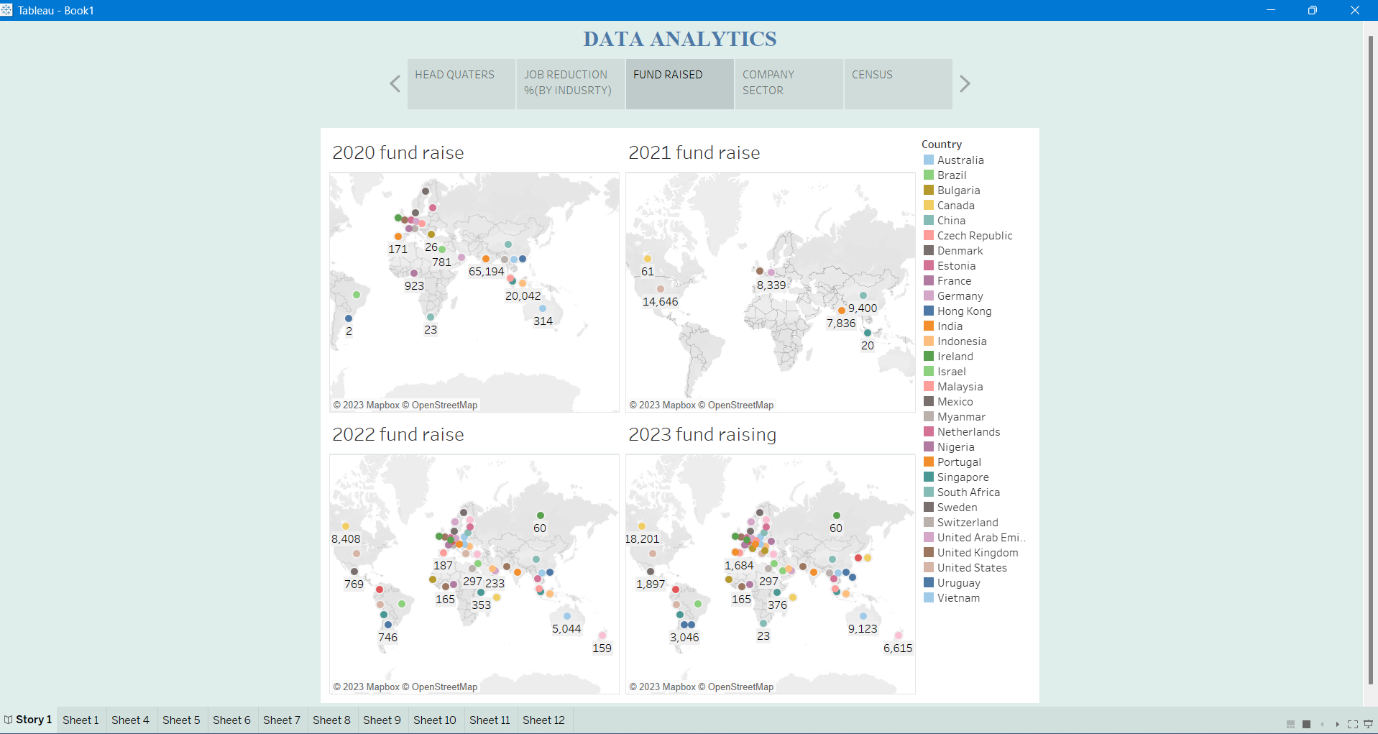 Tableau - Book1
DATA ANALYTICS
HEAD QUATERS
JOB REDUCTION
%(BY INDUSRTY)
FUND RAISED
COMPANY
SECTOR
CENSUS
2020 fund raise
171
26
781
65,194
923
20,042
2
23
314
© 2023 Mapbox © OpenStreetMap
2021 fund raise
61
8,339
14,646
9,400
7,836
20
© 2023 Mapbox © OpenStreetMap
2022 fund raise
8,408
60
187
769
297
233
165
353
5,044
746
159
© 2023 Mapbox © OpenStreetMap
2023 fund raising
18,201
60
1,684
1,897
297
165
376
9,123
3,046
23
6,615
© 2023 Mapbox © OpenStreetMap
Country
Australia
Brazil
Bulgaria
Canada
China
Czech Republic
Denmark
Estonia
France
Germany
Hong Kong
India
Indonesia
Ireland
Israel
Malaysia
Mexico
Myanmar
Netherlands
Nigeria
Portugal
Singapore
South Africa
Sweden
Switzerland
United Arab Emi..
United Kingdom
United States
Uruguay
Vietnam
Story 1
Sheet 1
Sheet 4
Sheet 5
Sheet 6
Sheet 7
Sheet 8
Sheet 9
Sheet 10
Sheet 11
Sheet 12